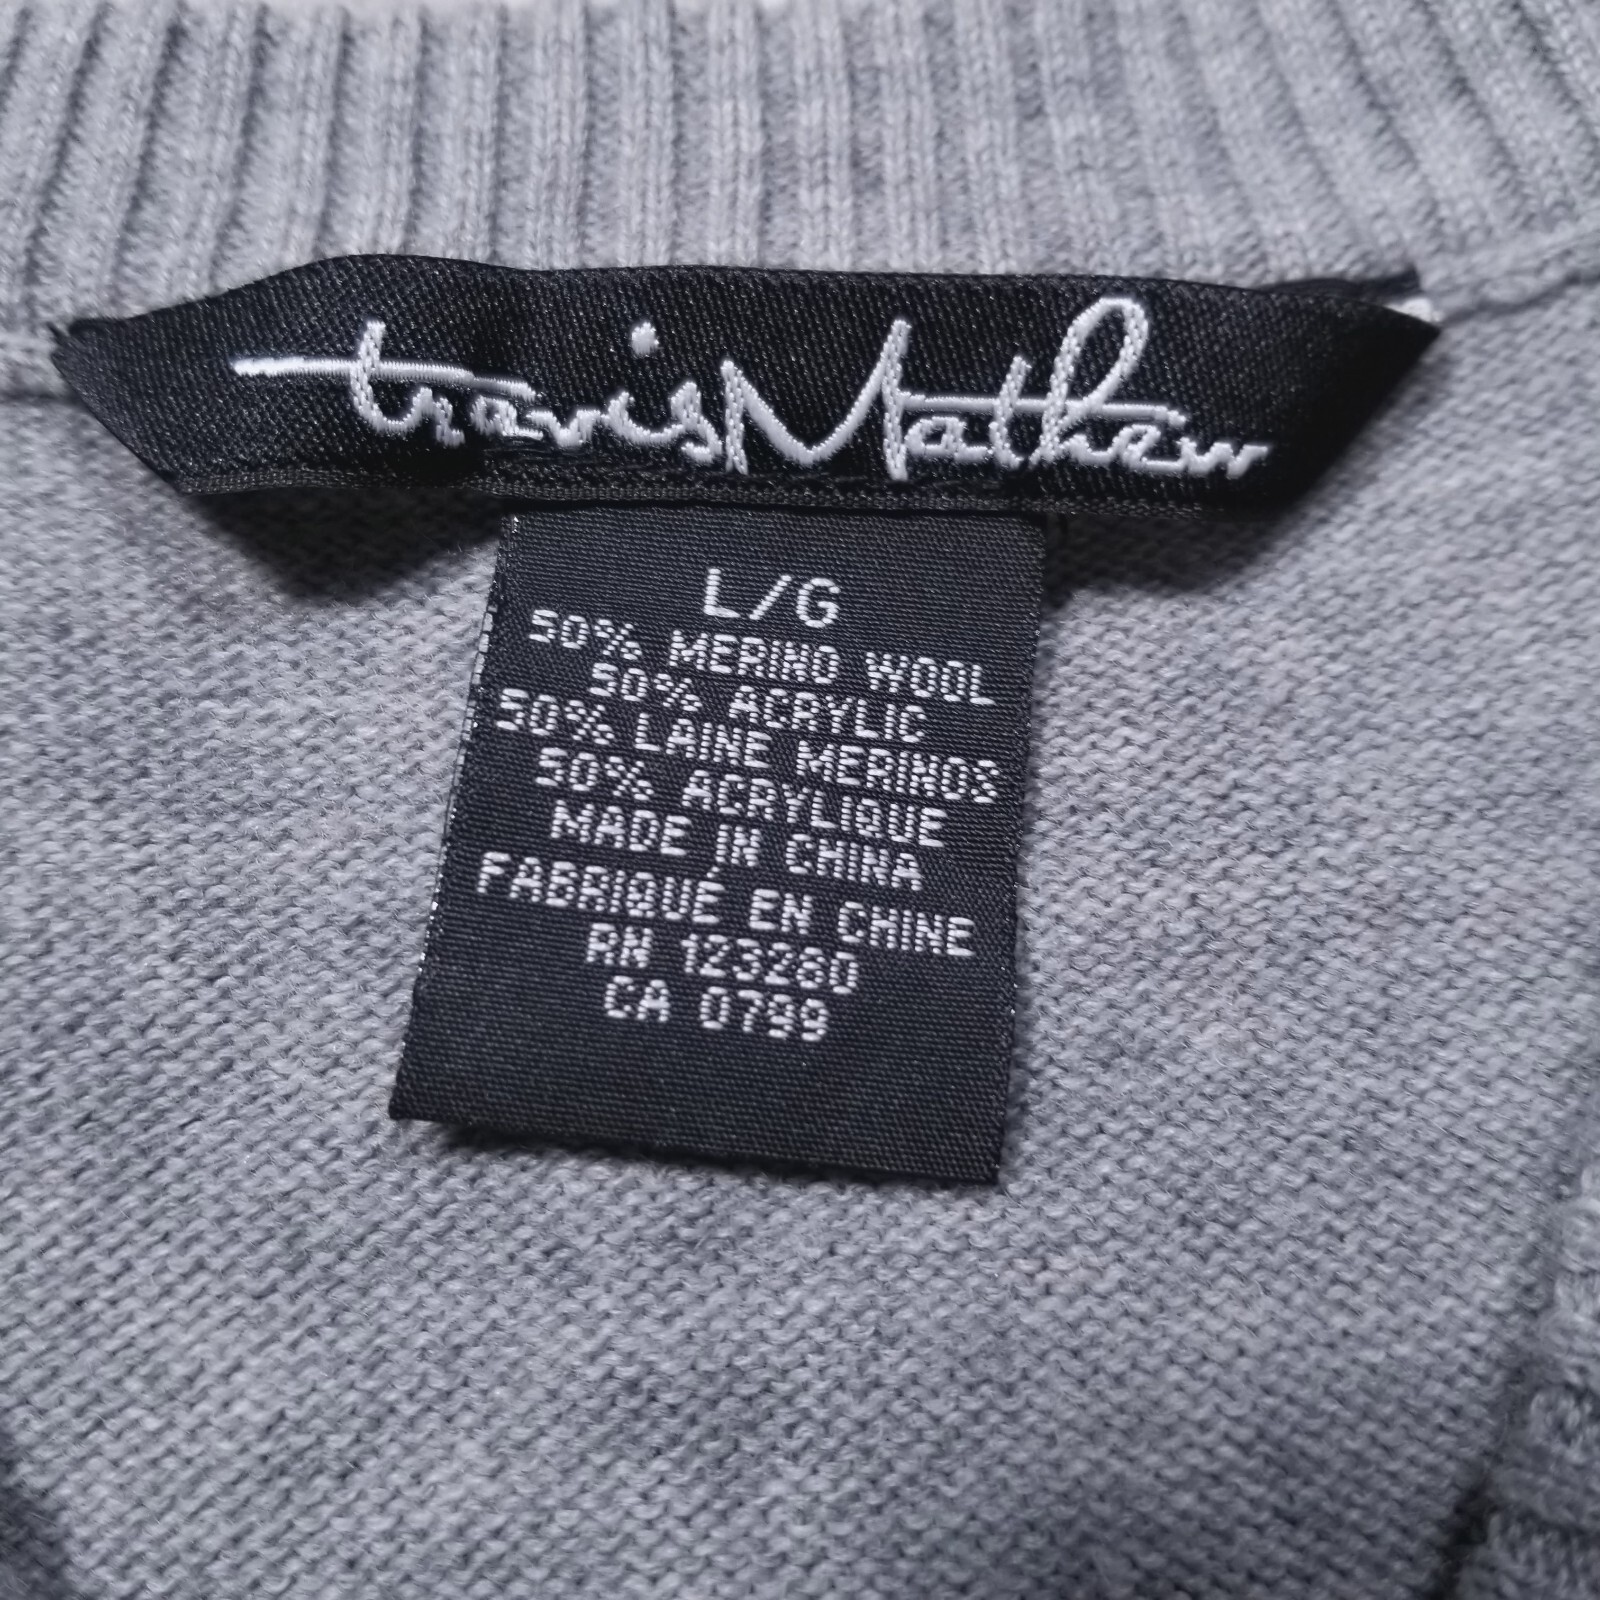 travisMathew
L/G
50% MERINO WOOL
50% ACRYLIC
50% LAINE MERINOS
50% ACRYLIQUE
MADE IN CHINA
FABRIQUE EN CHINE
RN 123280
CA 0799